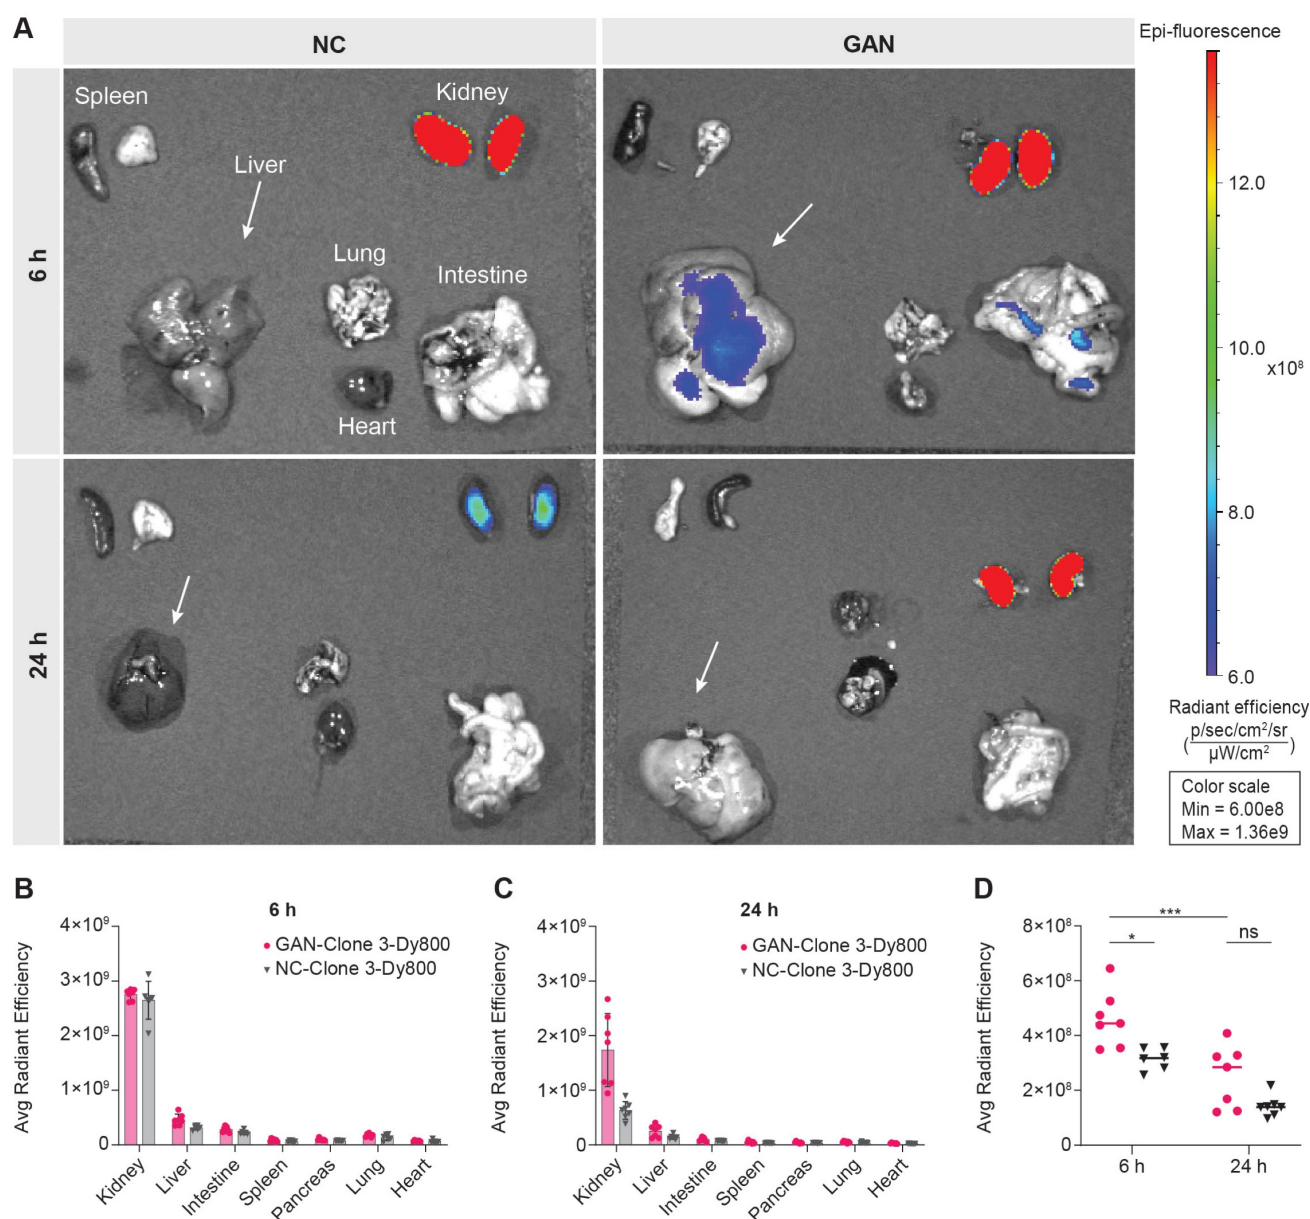 A
NC
GAN
Epi-fluorescence
6 h
Spleen
Kidney
Liver
Lung
Intestine
Heart
12.0
10.0
x10⁸
8.0
6.0
24 h
Radiant efficiency
(p/sec/cm²/sr
µW/cm²)
Color scale
Min = 6.00e8
Max = 1.36e9
B
6 h
GAN-Clone 3-Dy800
NC-Clone 3-Dy800
Avg Radiant Efficiency
4×10⁹
3×10⁹
2×10⁹
1×10⁹
0
Kidney
Liver
Intestine
Spleen
Pancreas
Lung
Heart
C
24 h
GAN-Clone 3-Dy800
NC-Clone 3-Dy800
Avg Radiant Efficiency
4×10⁹
3×10⁹
2×10⁹
1×10⁹
0
Kidney
Liver
Intestine
Spleen
Pancreas
Lung
Heart
D
Avg Radiant Efficiency
8×10⁸
6×10⁸
4×10⁸
2×10⁸
0
***
*
ns
6 h
24 h